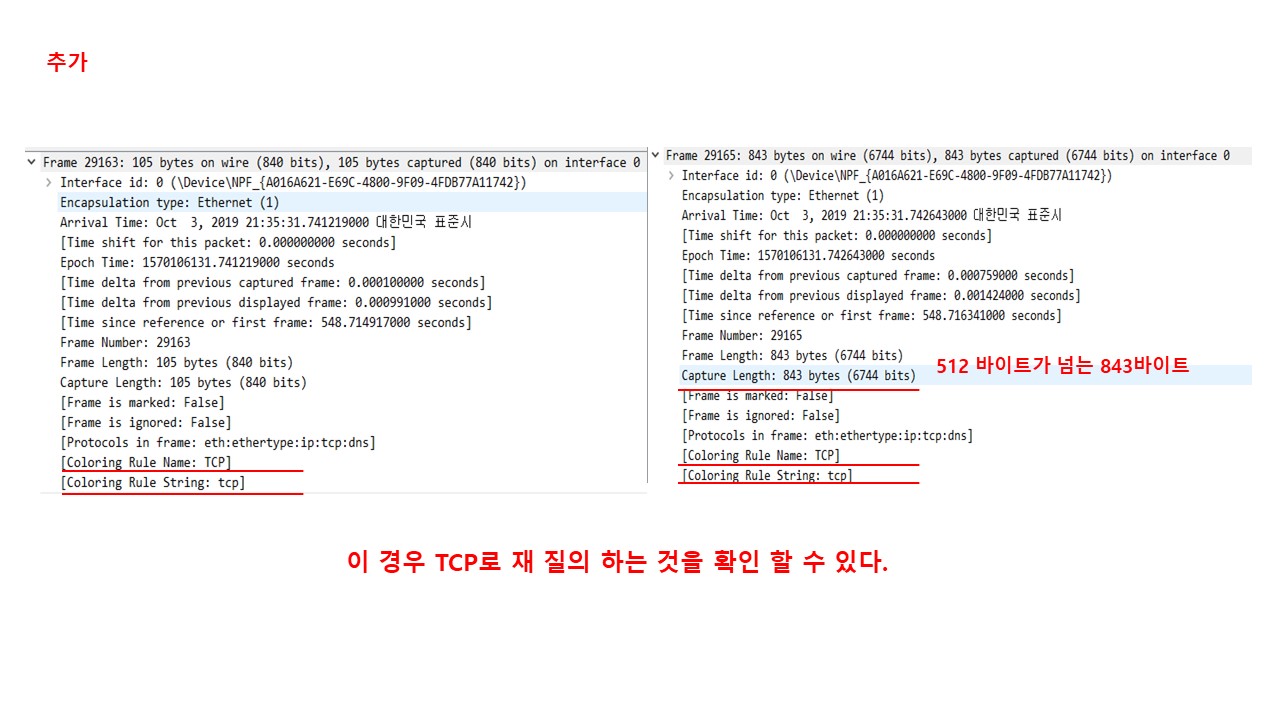 추가
Frame 29163: 105 bytes on wire (840 bits), 105 bytes captured (840 bits) on interface 0
Interface id: 0 (\Device\NPF_{A016A621-E69C-4800-9F09-4FDB77A11742})
Encapsulation type: Ethernet (1)
Arrival Time: Oct  3, 2019 21:35:31.741219000 대한민국 표준시
[Time shift for this packet: 0.000000000 seconds]
Epoch Time: 1570106131.741219000 seconds
[Time delta from previous captured frame: 0.000100000 seconds]
[Time delta from previous displayed frame: 0.000991000 seconds]
[Time since reference or first frame: 548.714917000 seconds]
Frame Number: 29163
Frame Length: 105 bytes (840 bits)
Capture Length: 105 bytes (840 bits)
[Frame is marked: False]
[Frame is ignored: False]
[Protocols in frame: eth:ethertype:ip:tcp:dns]
[Coloring Rule Name: TCP]
[Coloring Rule String: tcp]
Frame 29165: 843 bytes on wire (6744 bits), 843 bytes captured (6744 bits) on interface 0
Interface id: 0 (\Device\NPF_{A016A621-E69C-4800-9F09-4FDB77A11742})
Encapsulation type: Ethernet (1)
Arrival Time: Oct  3, 2019 21:35:31.742643000 대한민국 표준시
[Time shift for this packet: 0.000000000 seconds]
Epoch Time: 1570106131.742643000 seconds
[Time delta from previous captured frame: 0.000759000 seconds]
[Time delta from previous displayed frame: 0.001424000 seconds]
[Time since reference or first frame: 548.716341000 seconds]
Frame Number: 29165
Frame Length: 843 bytes (6744 bits)
Capture Length: 843 bytes (6744 bits)
512 바이트가 넘는 843바이트
[Frame is marked: False]
[Frame is ignored: False]
[Protocols in frame: eth:ethertype:ip:tcp:dns]
[Coloring Rule Name: TCP]
[Coloring Rule String: tcp]
이 경우 TCP로 재 질의 하는 것을 확인 할 수 있다.